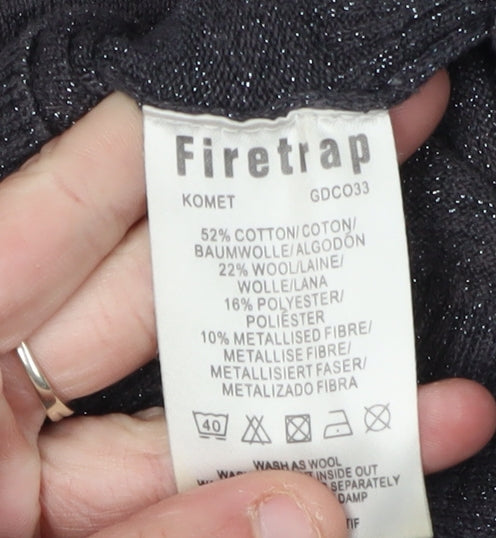 Firetrap
KOMET GDCO33
52% COTTON/COTON/
BAUMWOLLE/ALGODÓN
22% WOOL/LAINE/
WOLLE/LANA
16% POLYESTER/
POLIÉSTER
10% METALLISED FIBRE/
METALLISE FIBRE/
METALLISIERT FASER/
METALIZADO FIBRA
40
WASH AS WOOL
INSIDE OUT
SEPARATELY
DAMP